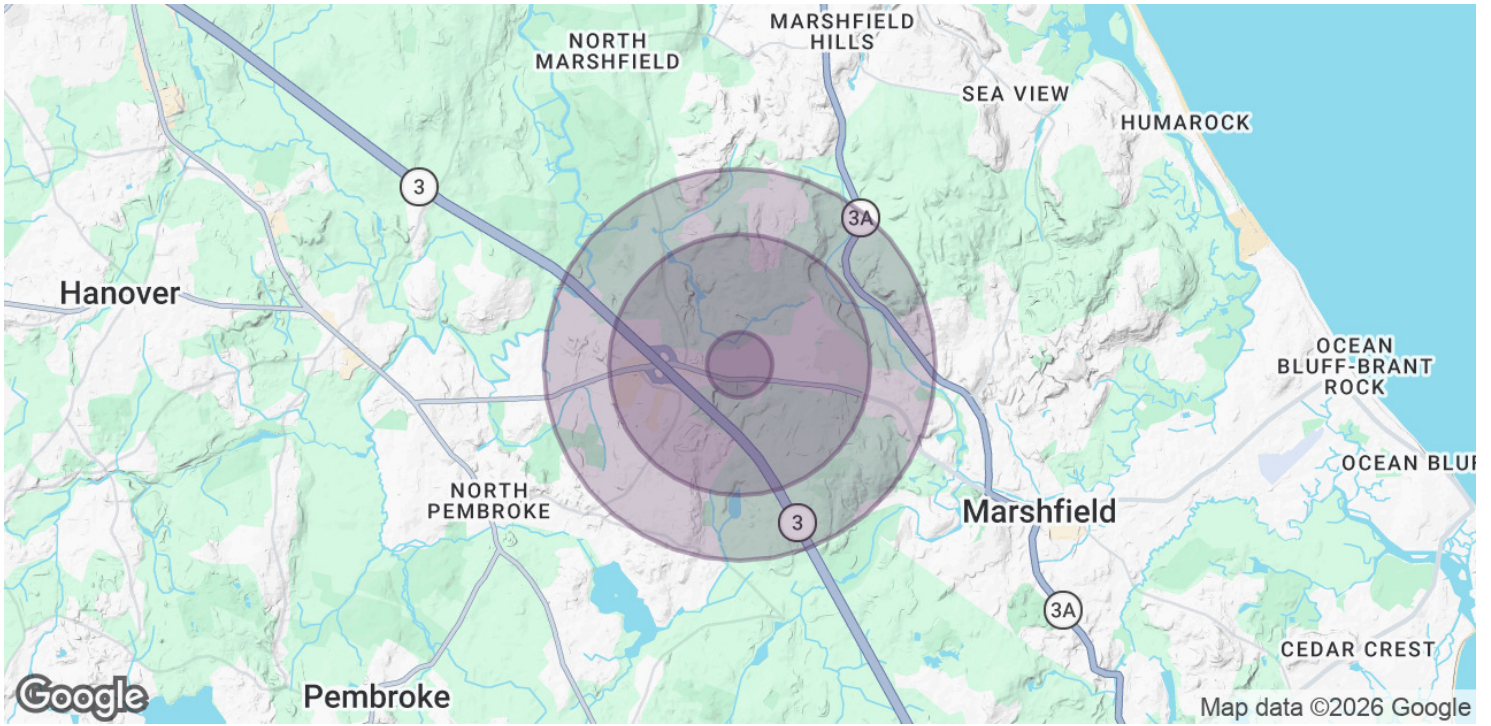 MARSHFIELD
HILLS
NORTH
MARSHFIELD
SEA VIEW
HUMAROCK
3
3A
Hanover
OCEAN
BLUFF-BRANT
ROCK
OCEAN BLUF
NORTH
PEMBROKE
Marshfield
3
3A
CEDAR CREST
Pembroke
Google
Map data ©2026 Google